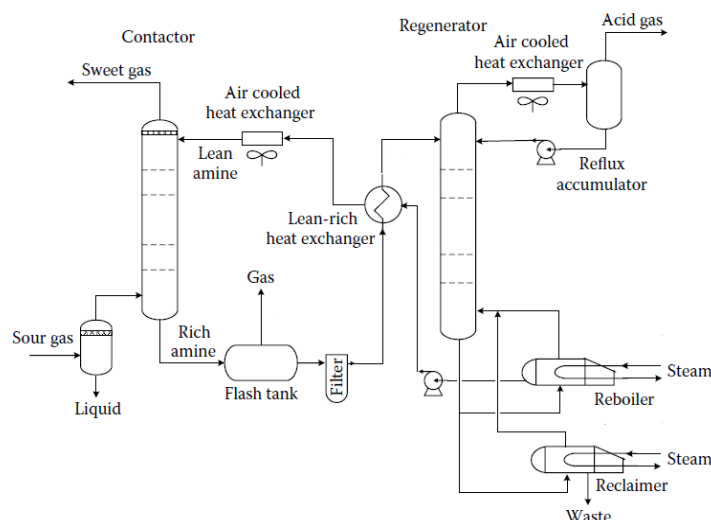 Contactor
Regenerator
Air cooled
heat exchanger
Acid gas
Sweet gas
Air cooled
heat exchanger
Lean
amine
Reflux
accumulator
Lean-rich
heat exchanger
Gas
Sour gas
Rich
amine
Filter
Flash tank
Liquid
Steam
Reboiler
Steam
Reclaimer
Waste